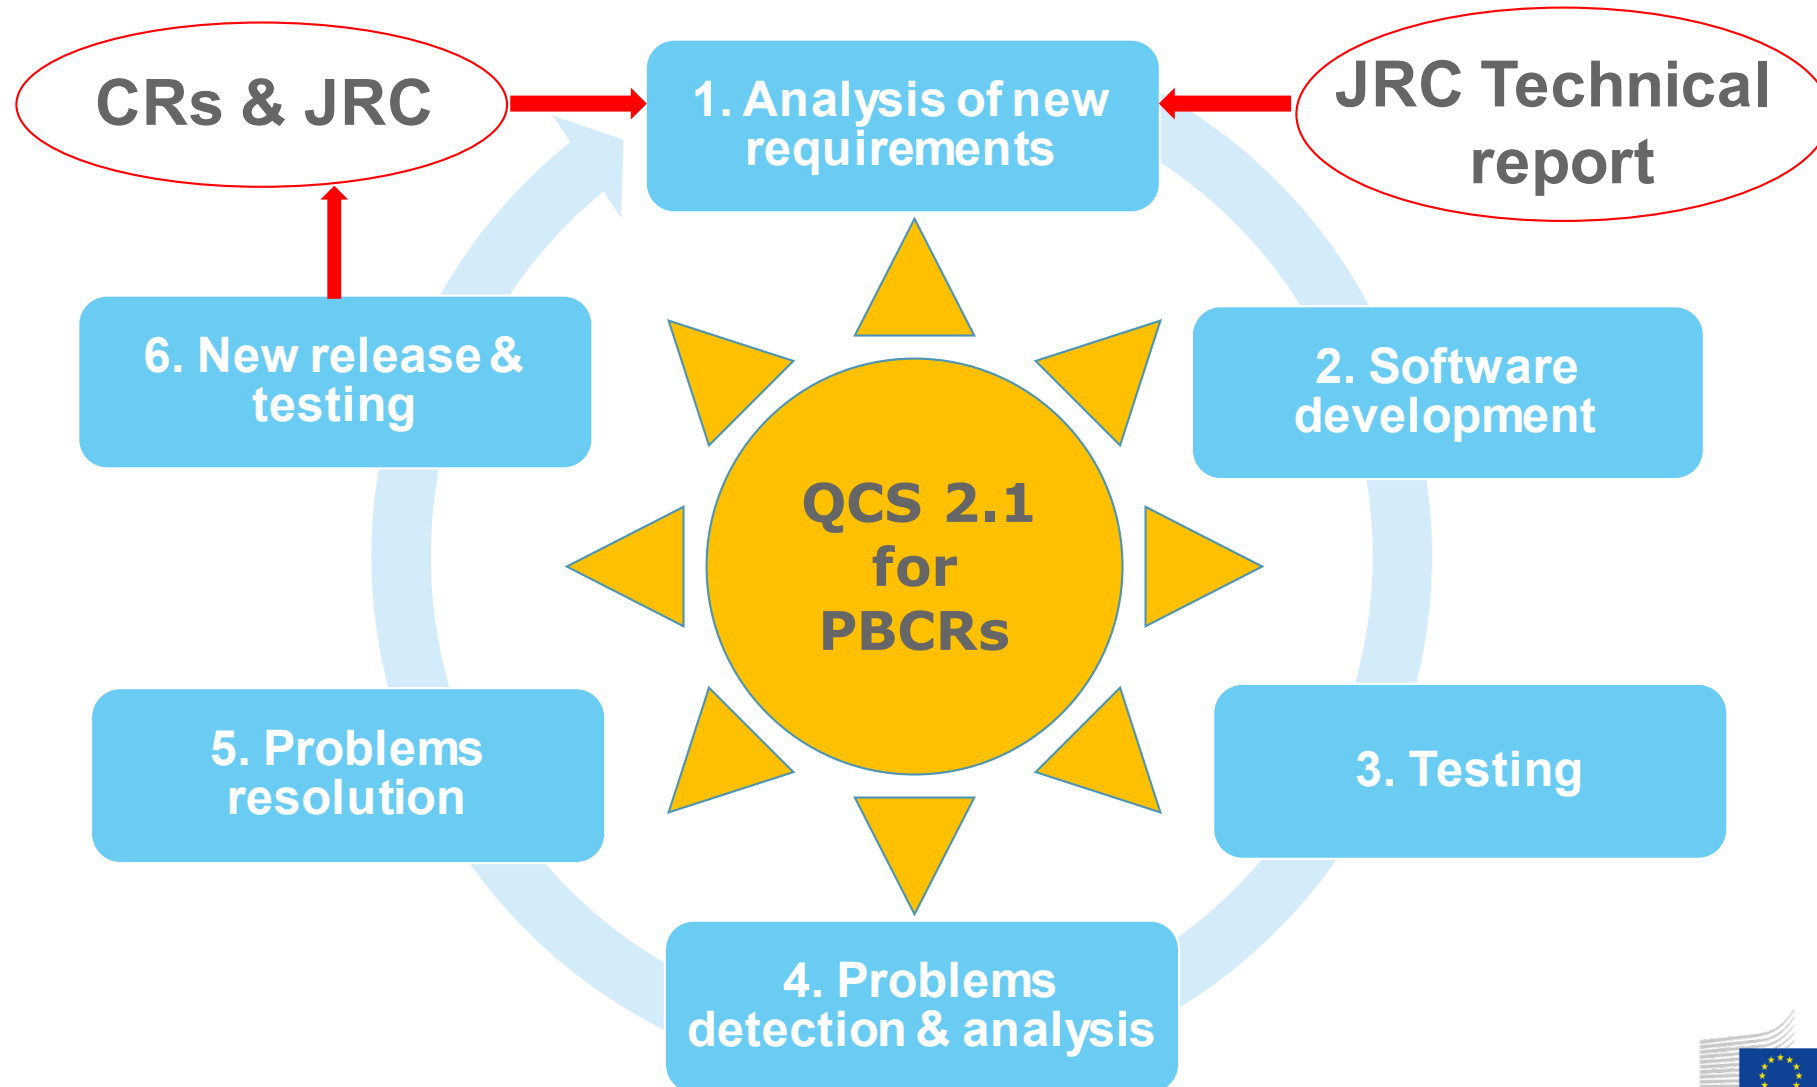 CRs & JRC
1. Analysis of new
requirements
JRC Technical
report
6. New release &
testing
2. Software
development
QCS 2.1
for
PBCRs
5. Problems
resolution
3. Testing
4. Problems
detection & analysis